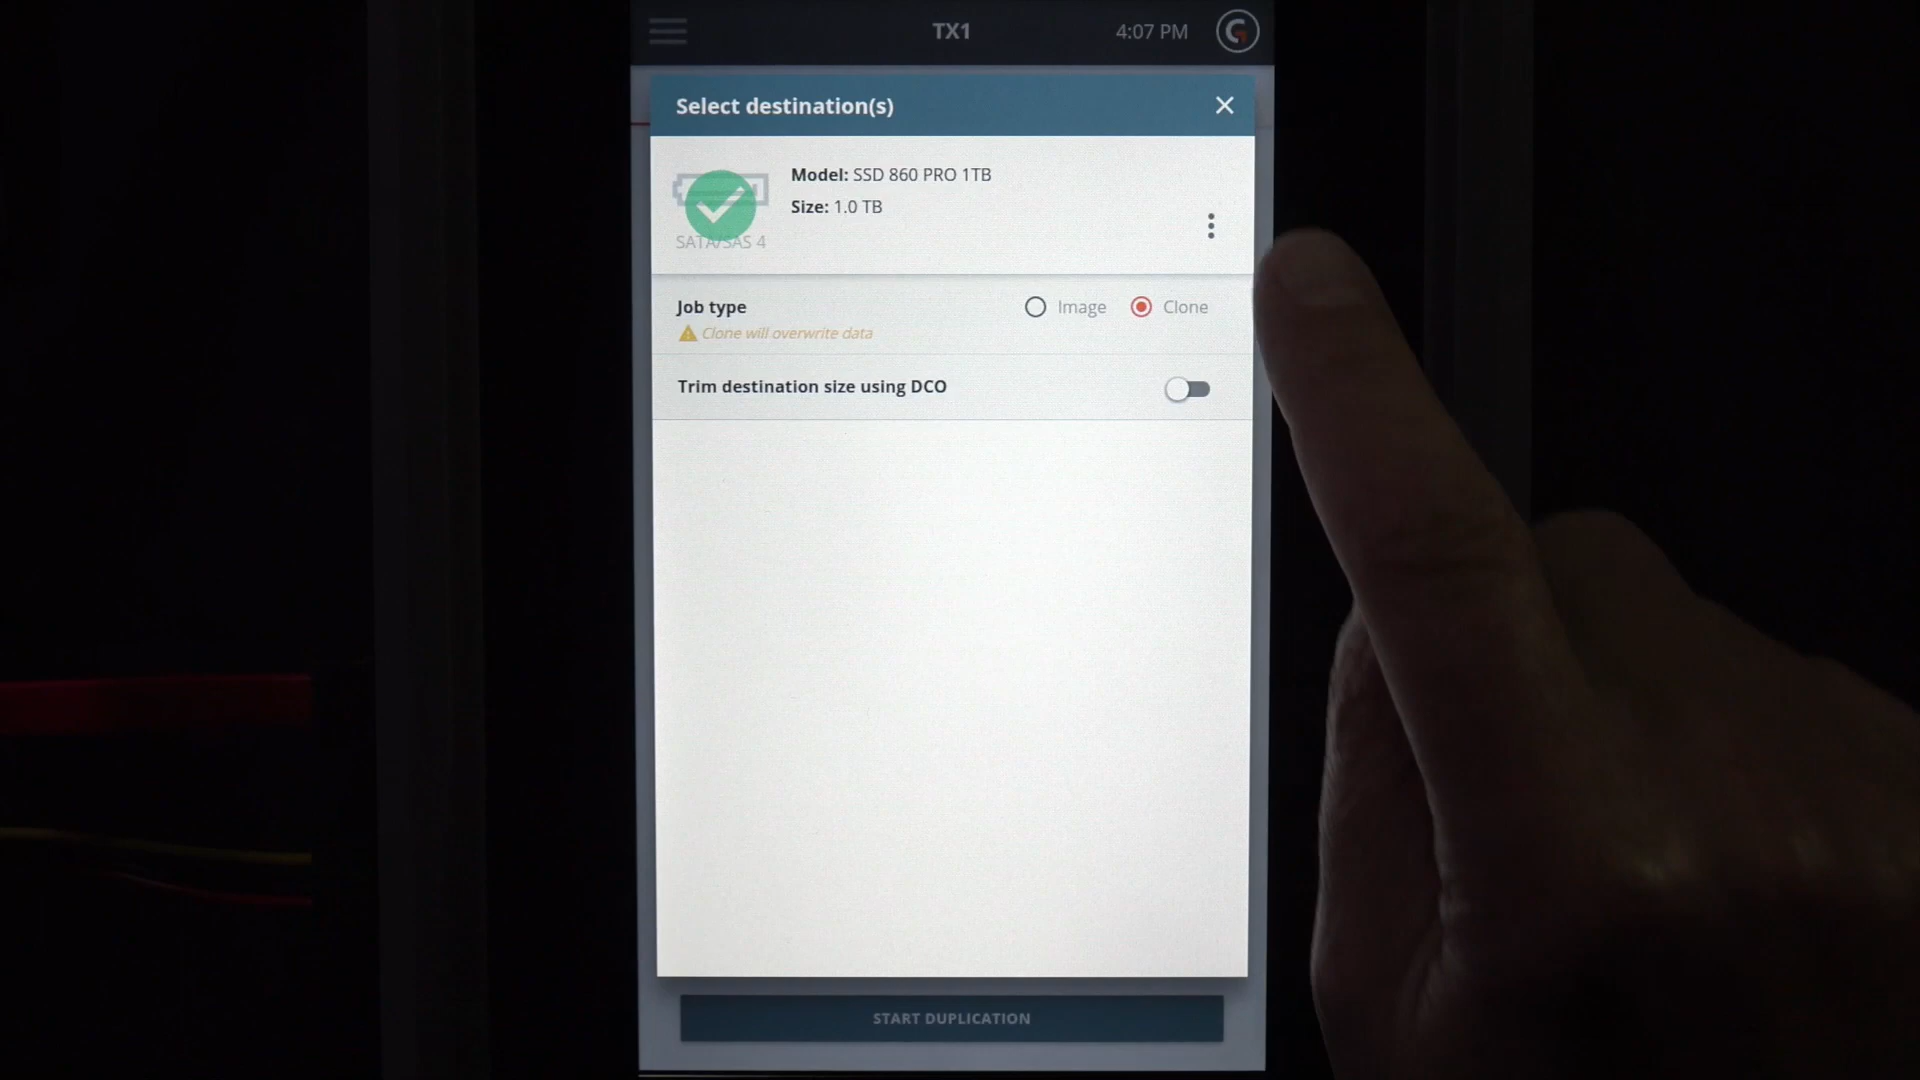 TX1
4:07 PM
Select destination(s)
Model: SSD 860 PRO 1TB
Size: 1.0 TB
SATA/SAS 4
Job type
Image
Clone
Clone will overwrite data
Trim destination size using DCO
START DUPLICATION